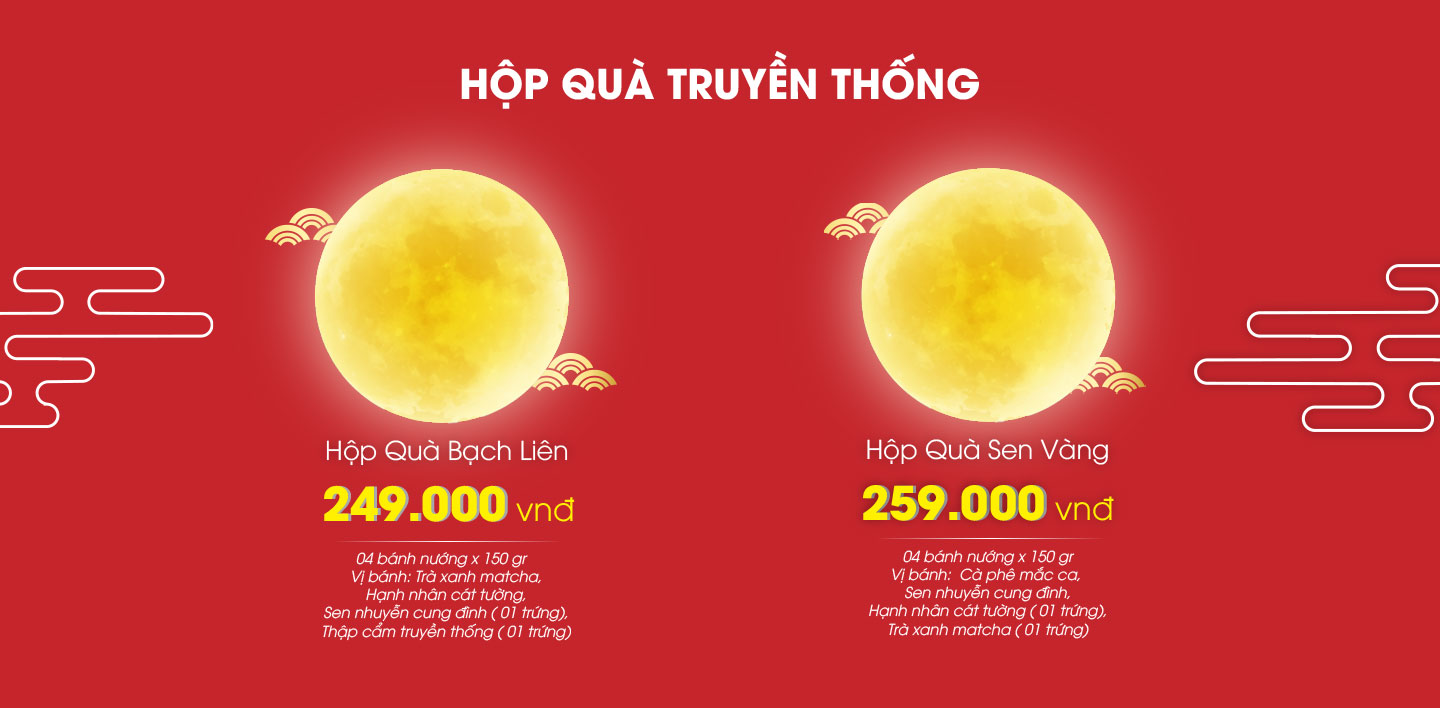 HỘP QUÀ TRUYỀN THỐNG
Hộp Quà Bạch Liên
249.000 vnđ
04 bánh nướng x 150 gr
Vị bánh: Trà xanh matcha,
Hạnh nhân cát tường,
Sen nhuyễn cung đình ( 01 trứng),
Thập cẩm truyền thống ( 01 trứng)
Hộp Quà Sen Vàng
259.000 vnđ
04 bánh nướng x 150 gr
Vị bánh: Cà phê mắc ca,
Sen nhuyễn cung đình,
Hạnh nhân cát tường ( 01 trứng),
Trà xanh matcha ( 01 trứng)